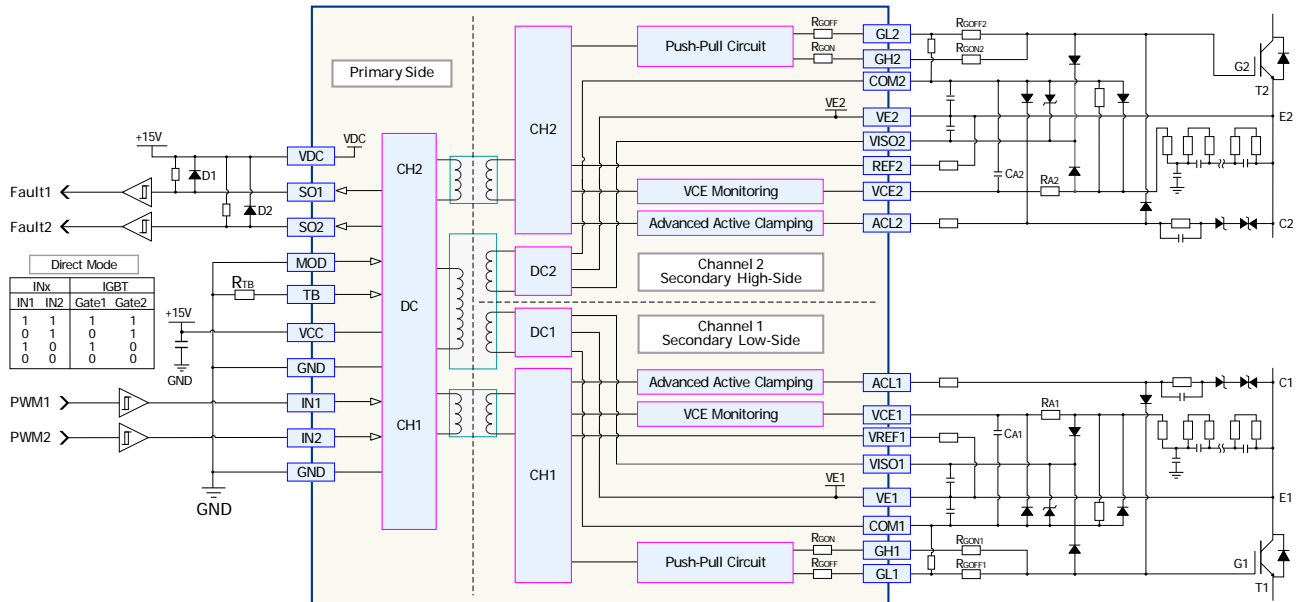 Primary Side
+15V
VDC
VDC
Fault1
SO1
D1
Fault2
SO2
D2
MOD
RTB
TB
+15V
VCC
GND
GND
PWM1
IN1
PWM2
IN2
GND
GND
Direct Mode
INx IGBT
IN1 IN2 Gate1 Gate2
1 1 1 1
0 1 0 1
1 0 1 0
0 0 0 0
CH2
DC
CH1
CH2
DC2
DC1
CH1
Push-Pull Circuit
RGOFF
RGON
GL2
RGOFF2
GH2
RGON2
COM2
VE2
VE2
VISO2
REF2
VCE Monitoring
VCE2
Advanced Active Clamping
ACL2
CA2
RA2
G2
T2
E2
C2
Channel 2
Secondary High-Side
Channel 1
Secondary Low-Side
Advanced Active Clamping
ACL1
VCE Monitoring
VCE1
VREF1
VISO1
VE1
VE1
COM1
Push-Pull Circuit
RGON
RGOFF
GH1
RGON1
GL1
RGOFF1
RA1
CA1
C1
E1
G1
T1